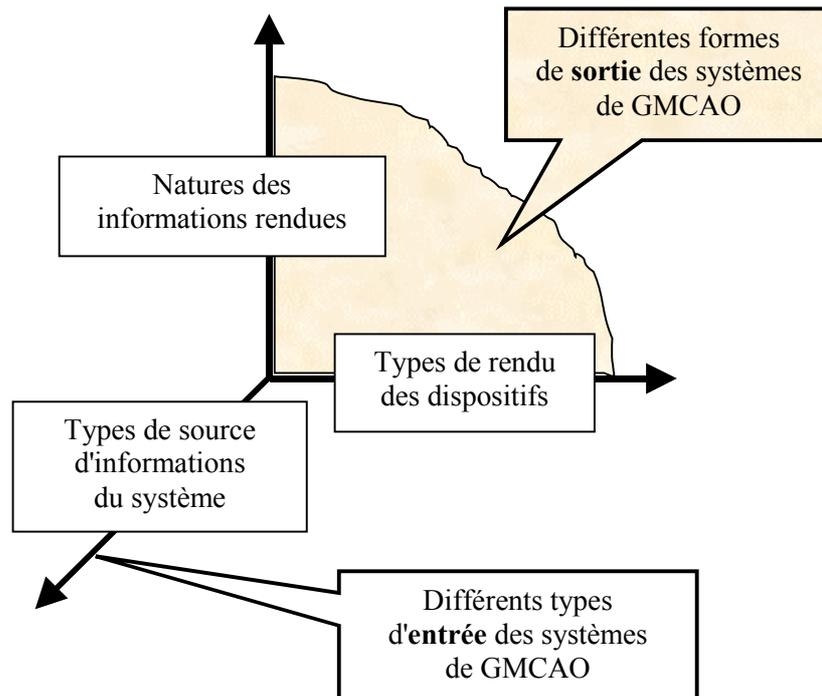 Différentes formes
de sortie des systèmes
de GMCAO
Natures des
informations rendues
Types de rendu
des dispositifs
Types de source
d'informations
du système
Différents types
d'entrée des systèmes
de GMCAO